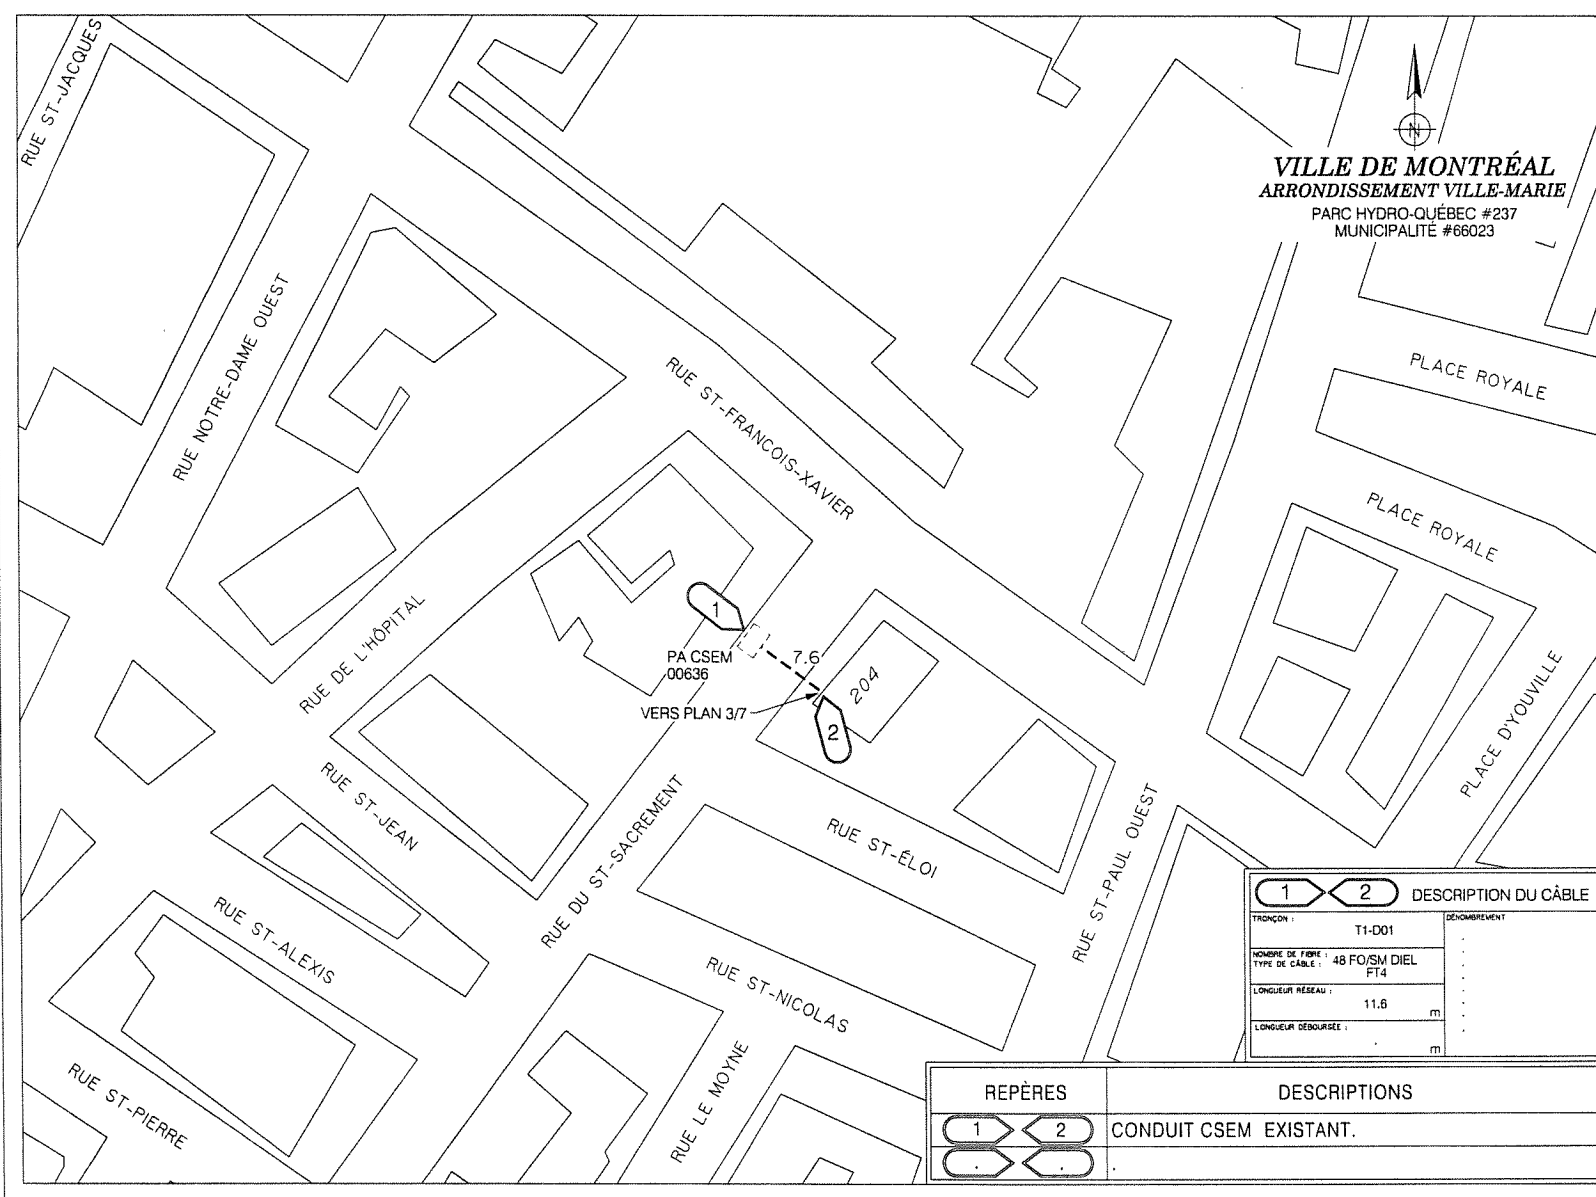 RUE ST-JACQUES
N
VILLE DE MONTRÉAL
ARRONDISSEMENT VILLE-MARIE
PARC HYDRO-QUÉBEC #237
MUNICIPALITÉ #66023
RUE NOTRE-DAME OUEST
RUE ST-FRANCOIS-XAVIER
PLACE ROYALE
PLACE ROYALE
RUE DE L'HÔPITAL
1
PA CSEM
00636
7.6
204
VERS PLAN 3/7
2
PLACE D'YOUVILLE
RUE ST-JEAN
RUE DU ST-SACREMENT
RUE ST-ÉLOI
RUE ST-PAUL OUEST
RUE ST-ALEXIS
RUE ST-NICOLAS
RUE LE MOYNE
RUE ST-PIERRE
1 2 DESCRIPTION DU CÂBLE
TRONÇON : T1-D01
DÉNOMBREMENT
NOMBRE DE FIBRE :
TYPE DE CÂBLE : 48 FO/SM DIEL
FT4
LONGUEUR RÉSEAU :
11.6 m
LONGUEUR DÉBOURSÉE :
. m
REPÈRES DESCRIPTIONS
1 2 CONDUIT CSEM EXISTANT.
. . .